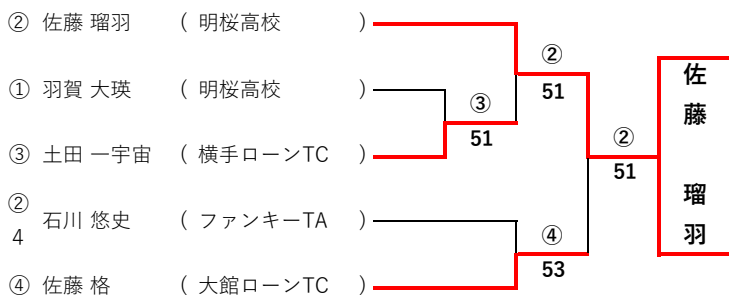 ② 佐藤 瑠羽 ( 明桜高校 )
① 羽賀 大瑛 ( 明桜高校 )
③ 土田 一宇宙 ( 横手ローンTC )
②
4 石川 悠史 ( ファンキーTA )
④ 佐藤 格 ( 大館ローンTC )
③
51
②
51
④
53
②
51
佐藤 瑠羽